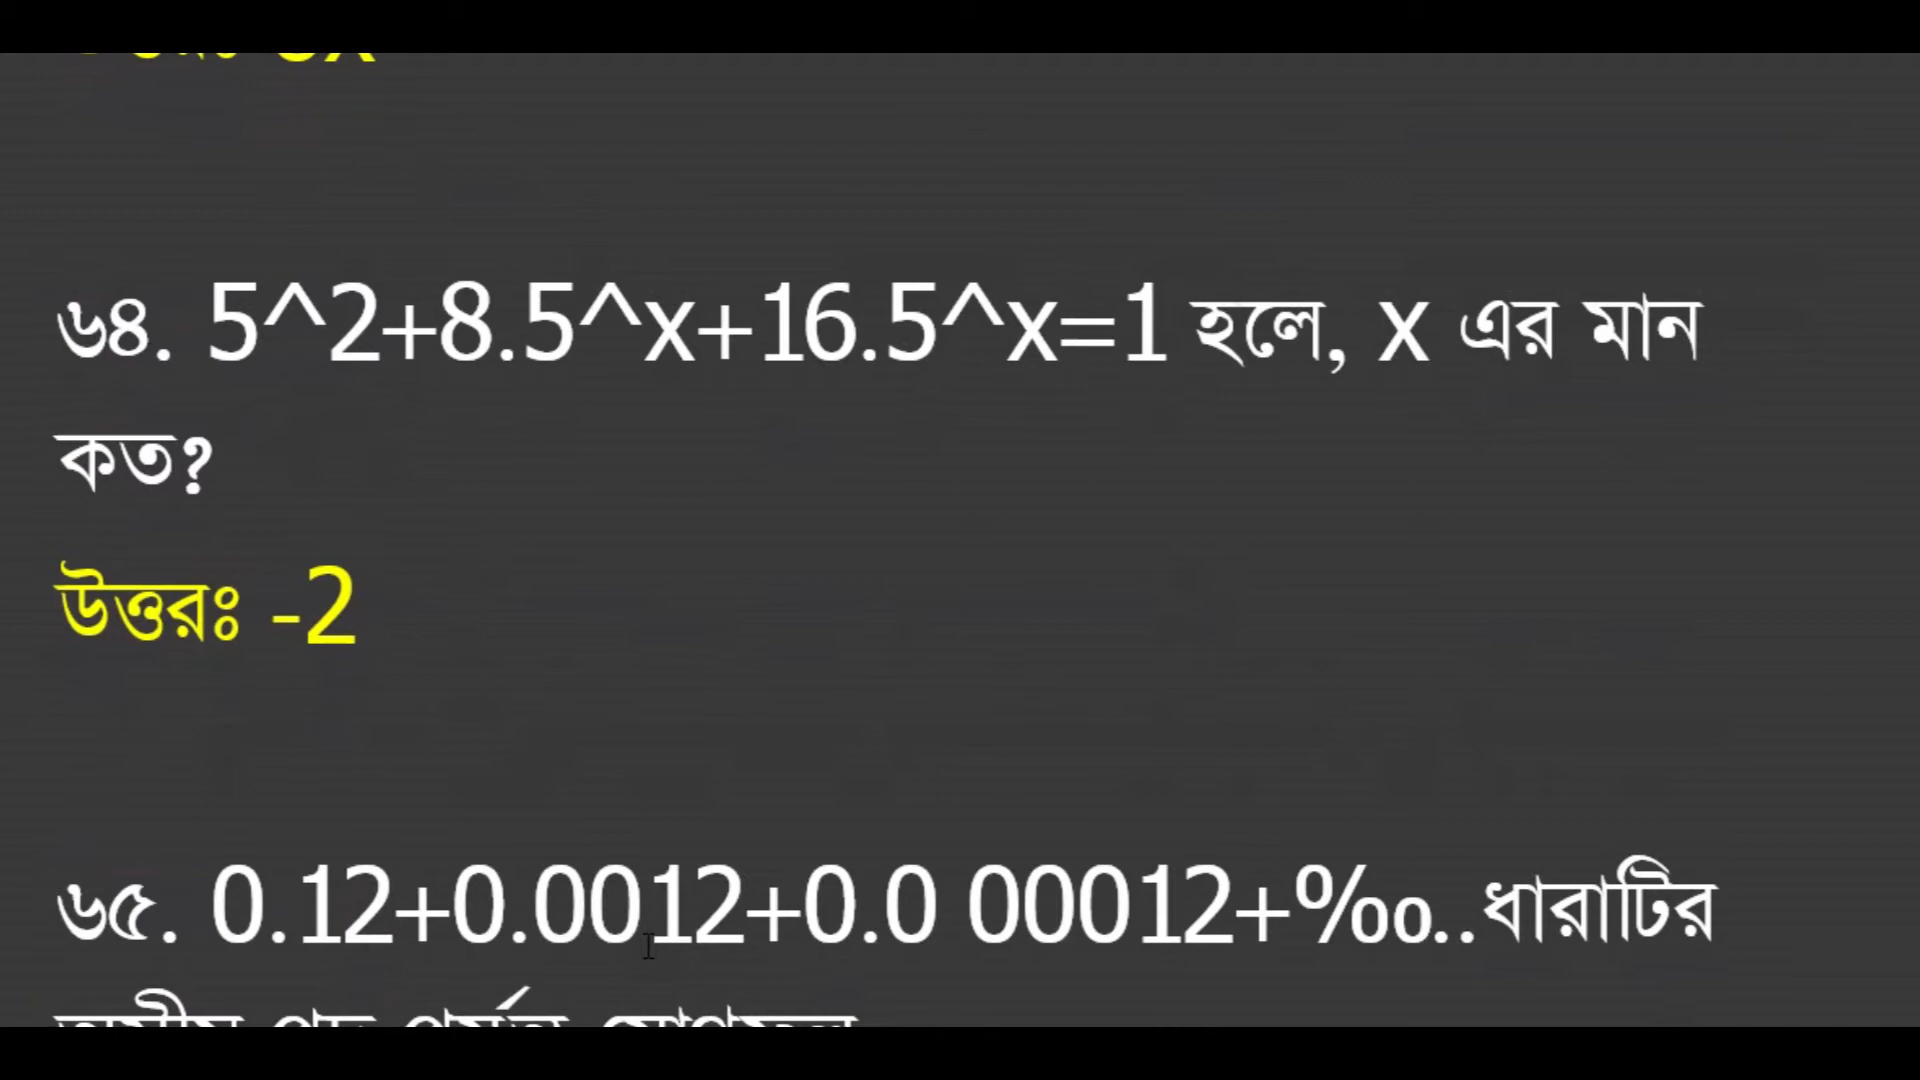 ৬৪. 5^2+8.5^x+16.5^x=1 হলে, x এর মান
কত?
উত্তরঃ -2
৬৫. 0.12+0.0012+0.0 00012+‰..ধারাটির